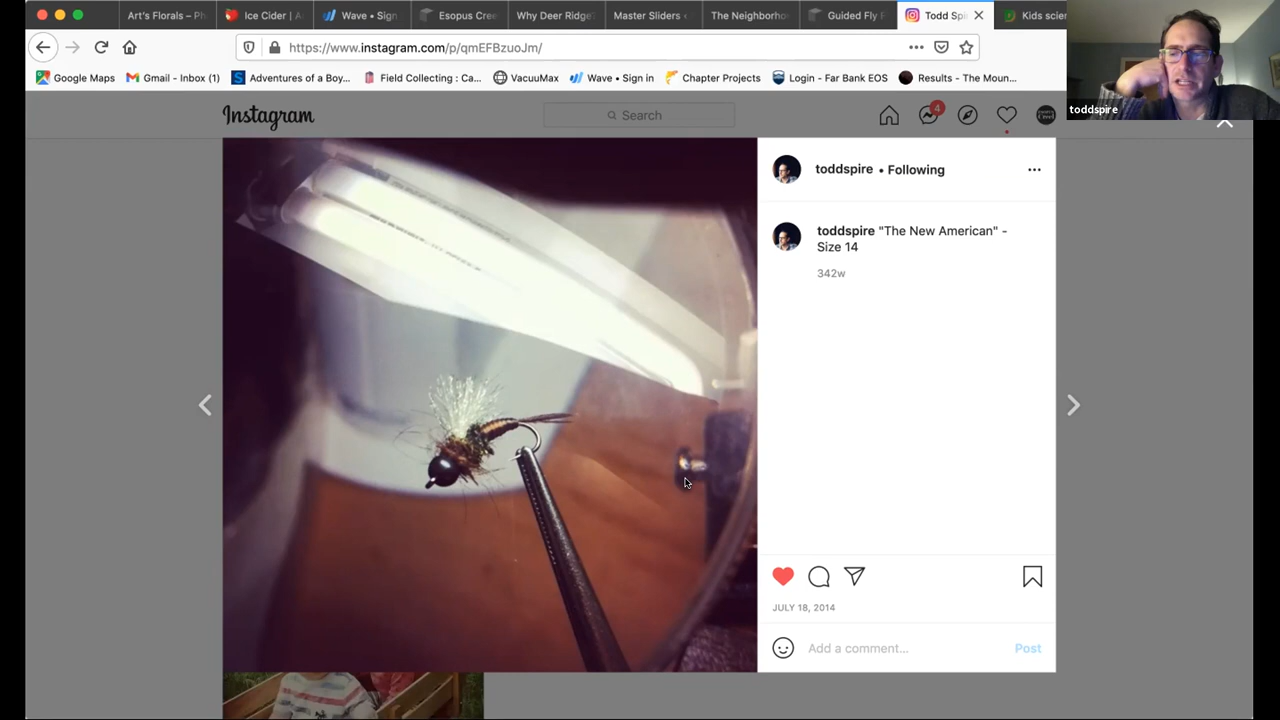 Art's Florals – Ph
Ice Cider | A
Wave • Sign
Esopus Cree
Why Deer Ridge?
Master Sliders
The Neighborho
Guided Fly F
Todd Spi
Kids scien
https://www.instagram.com/p/qmEFBzuoJm/
Google Maps
Gmail - Inbox (1)
Adventures of a Boy...
Field Collecting : Ca...
VacuuMax
Wave • Sign in
Chapter Projects
Login - Far Bank EOS
Results - The Moun...
toddspire
Instagram
Search
4
toddspire • Following
toddspire "The New American" -
Size 14
342w
JULY 18, 2014
Add a comment...
Post